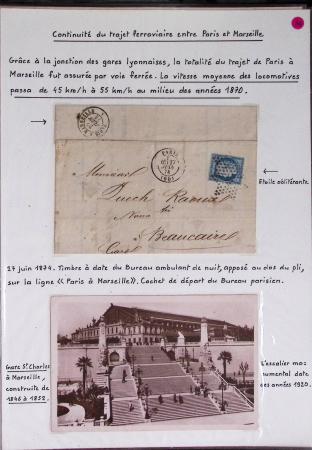 Continuité du trajet ferroviaire entre Paris et Marseille
Grâce à la jonction des gares lyonnaises, la totalité du trajet de Paris à
Marseille fut assurée par voie ferrée. La vitesse moyenne des locomotives
passa de 45 km/h à 55 km/h au milieu des années 1870.
PARIS
(60)
Monsieur
Beaucaire
Etoile oblitérante.
27 juin 1874. Timbre à date du Bureau ambulant de nuit, apposé au dos du pli,
sur la ligne << Paris à Marseille>>. Cachet de départ du Bureau parisien.
Gare St Charles
à Marseille,
construite de
1846 à 1852.
L'escalier mo:
numental date
des années 1920.